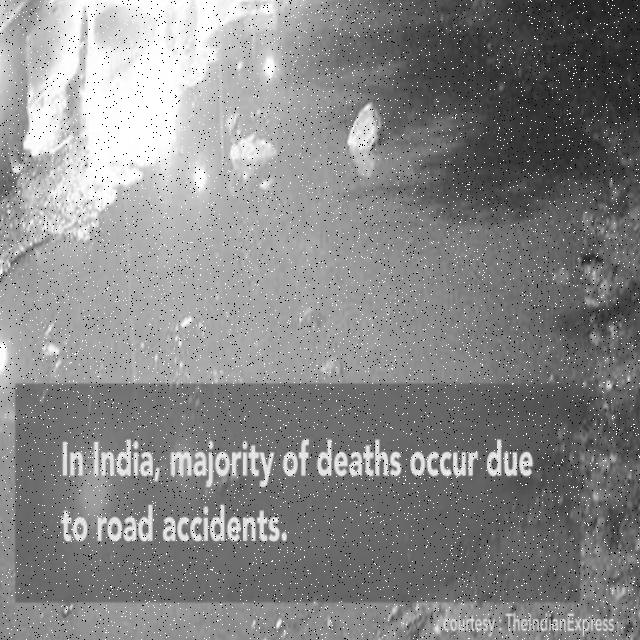 In India, majority of deaths occur due
to road accidents.
courtesy : TheIndianExpress